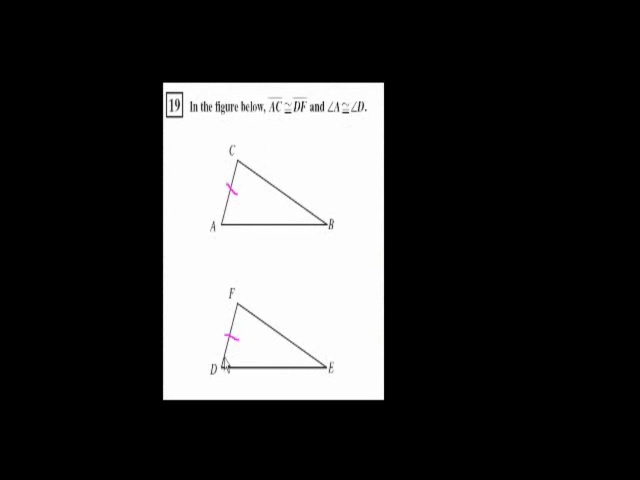 19 In the figure below, AC ≅ DF and ∠A ≅ ∠D.
C
A
B
F
D
E